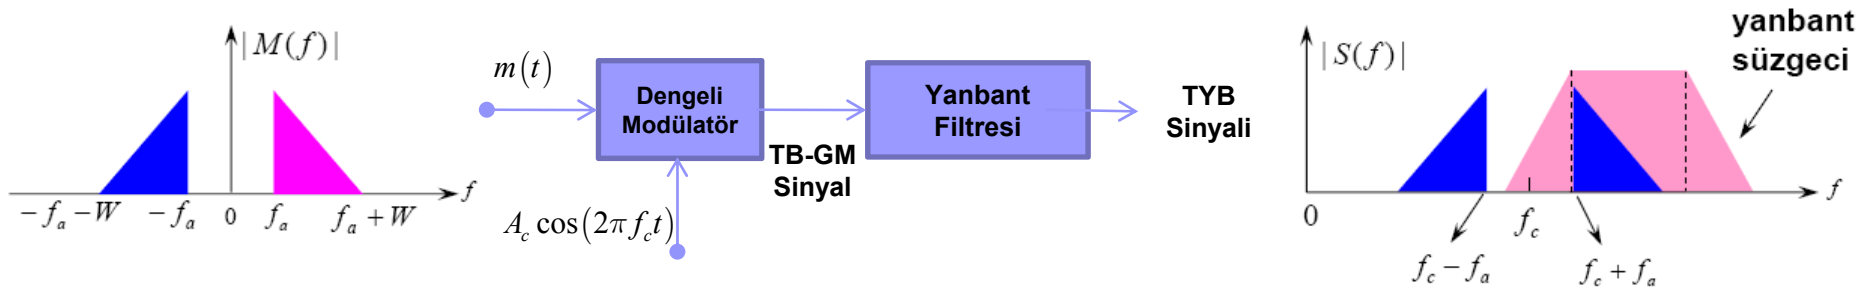 |M(f)|
f
−f_a−W
−f_a
0
f_a
f_a+W
m(t)
Dengeli
Modülatör
A_c cos(2πf_c t)
TB-GM
Sinyal
Yanbant
Filtresi
TYB
Sinyali
|S(f)|
yanbant
süzgeci
0
f_c
f
f_c − f_a
f_c + f_a